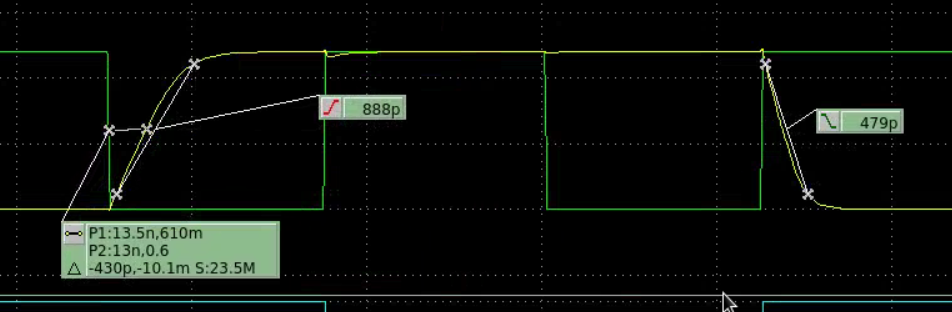 888p
479p
P1:13.5n,610m
P2:13n,0.6
△ -430p,-10.1m S:23.5M